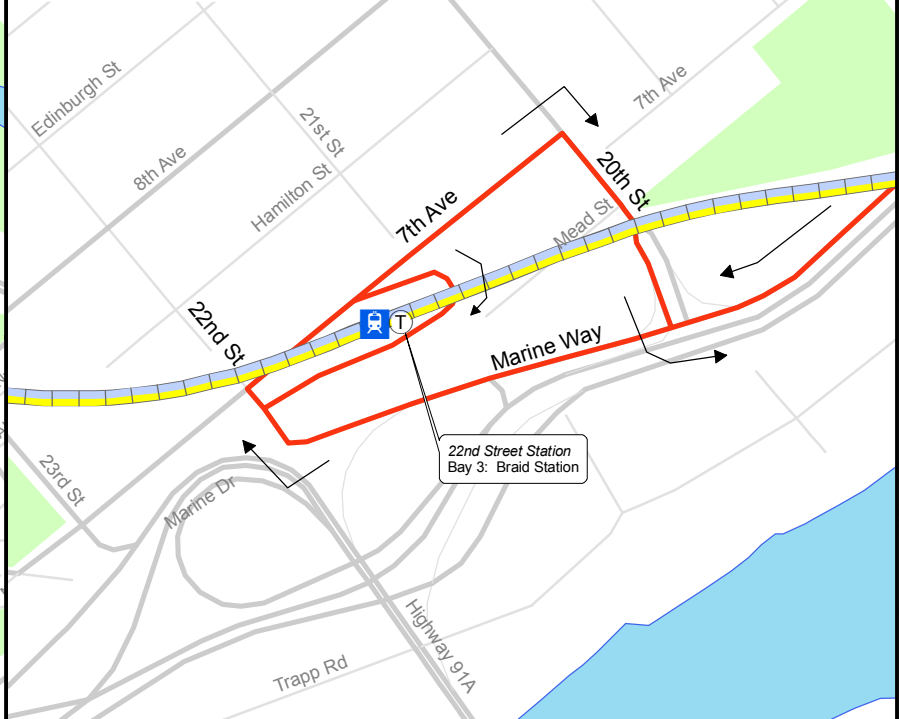 Edinburgh St
8th Ave
21st St
Hamilton St
7th Ave
7th Ave
20th St
Mead St
22nd St
T
Marine Way
22nd Street Station
Bay 3: Braid Station
23rd St
Marine Dr
Highway 91A
Trapp Rd